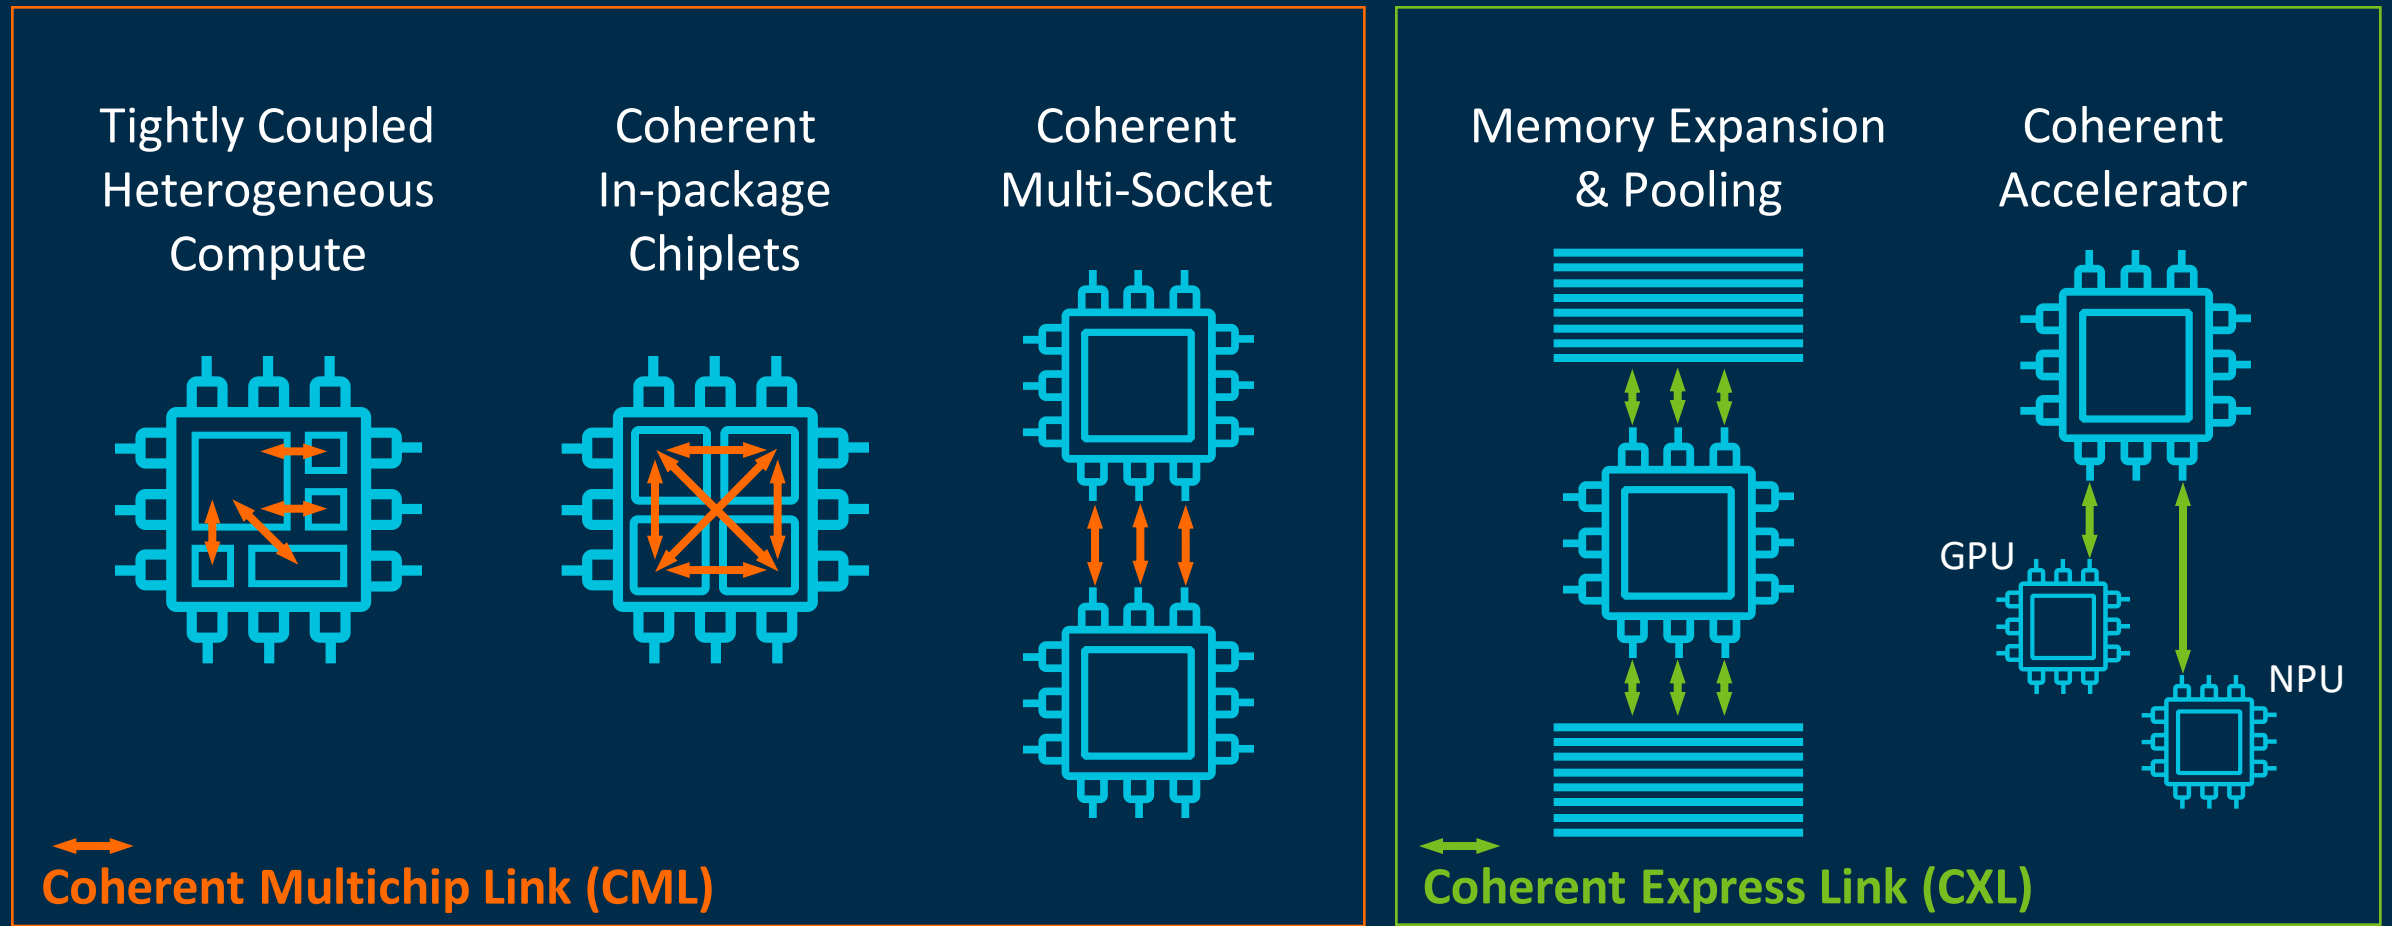 Tightly Coupled
Heterogeneous
Compute
Coherent
In-package
Chiplets
Coherent
Multi-Socket
Coherent Multichip Link (CML)
Memory Expansion
& Pooling
Coherent
Accelerator
GPU
NPU
Coherent Express Link (CXL)